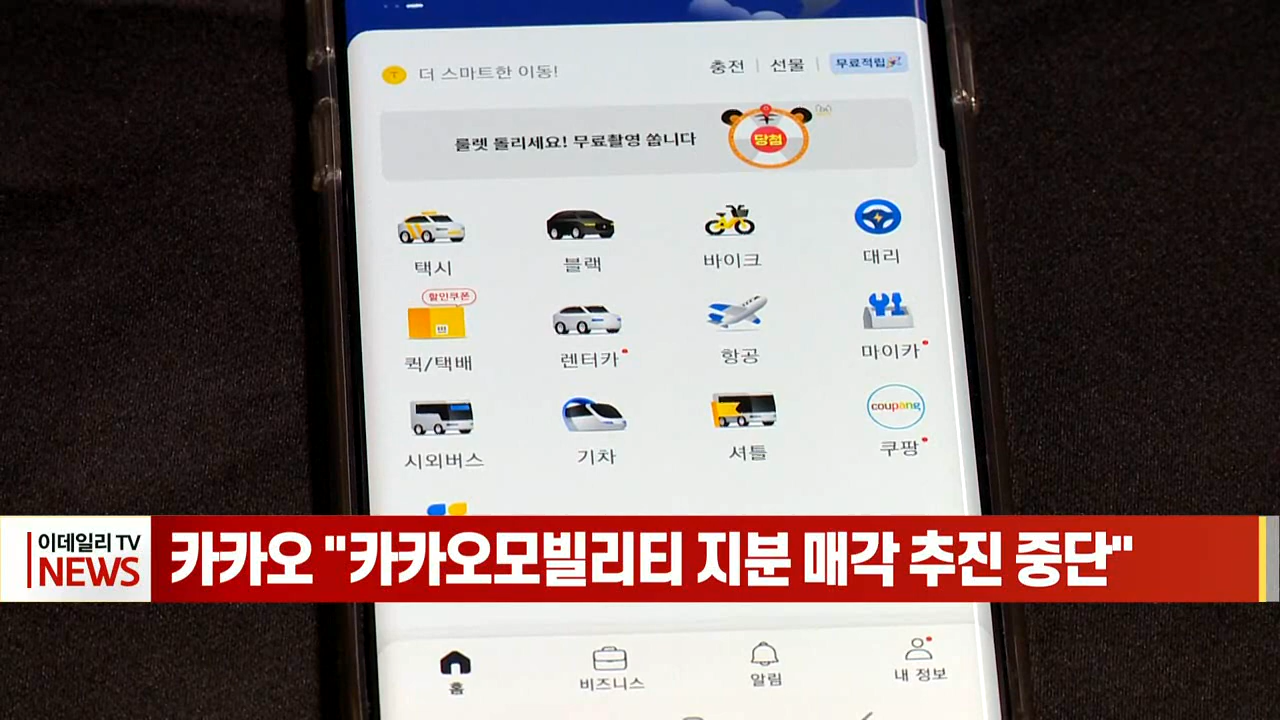 더 스마트한 이동!
충전
선물
무료적립
룰렛 돌리세요! 무료촬영 쏩니다
당첨
택시
블랙
바이크
대리
할인쿠폰
퀵/택배
렌터카
항공
마이카
coupang
시외버스
기차
셔틀
쿠팡
이데일리 TV
NEWS
카카오 "카카오모빌리티 지분 매각 추진 중단"
홈
비즈니스
알림
내 정보